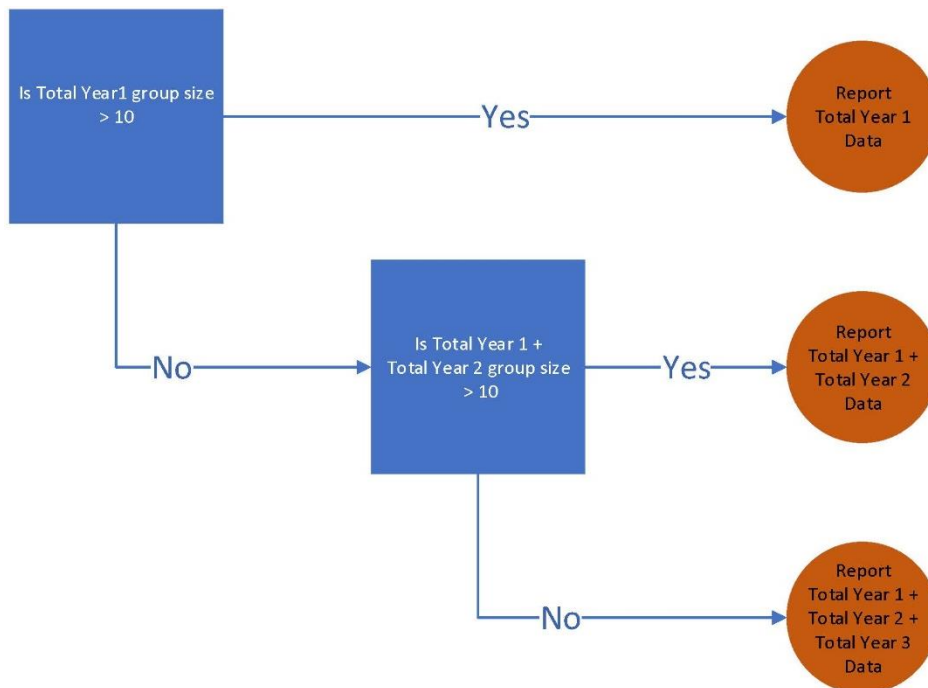 Is Total Year1 group size
> 10
Yes
Report
Total Year 1
Data
No
Is Total Year 1 +
Total Year 2 group size
> 10
Yes
Report
Total Year 1 +
Total Year 2
Data
No
Report
Total Year 1 +
Total Year 2 +
Total Year 3
Data